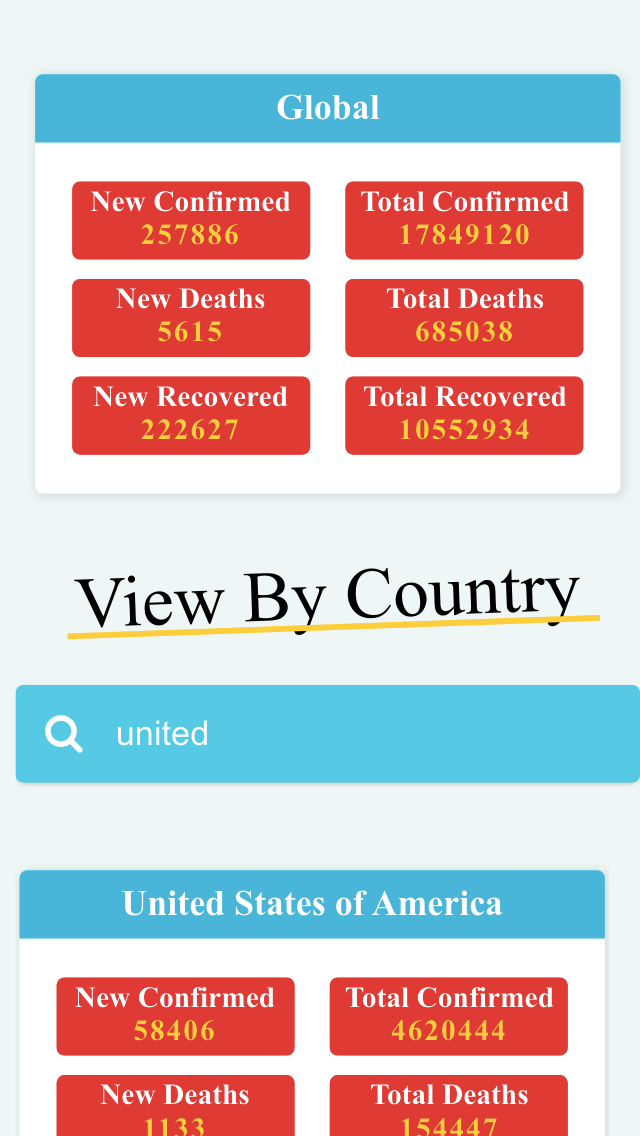 Global
New Confirmed Total Confirmed
257886 17849120
New Deaths Total Deaths
5615 685038
New Recovered Total Recovered
222627 10552934
View By Country
united
United States of America
New Confirmed Total Confirmed
58406 4620444
New Deaths Total Deaths
1133 154447